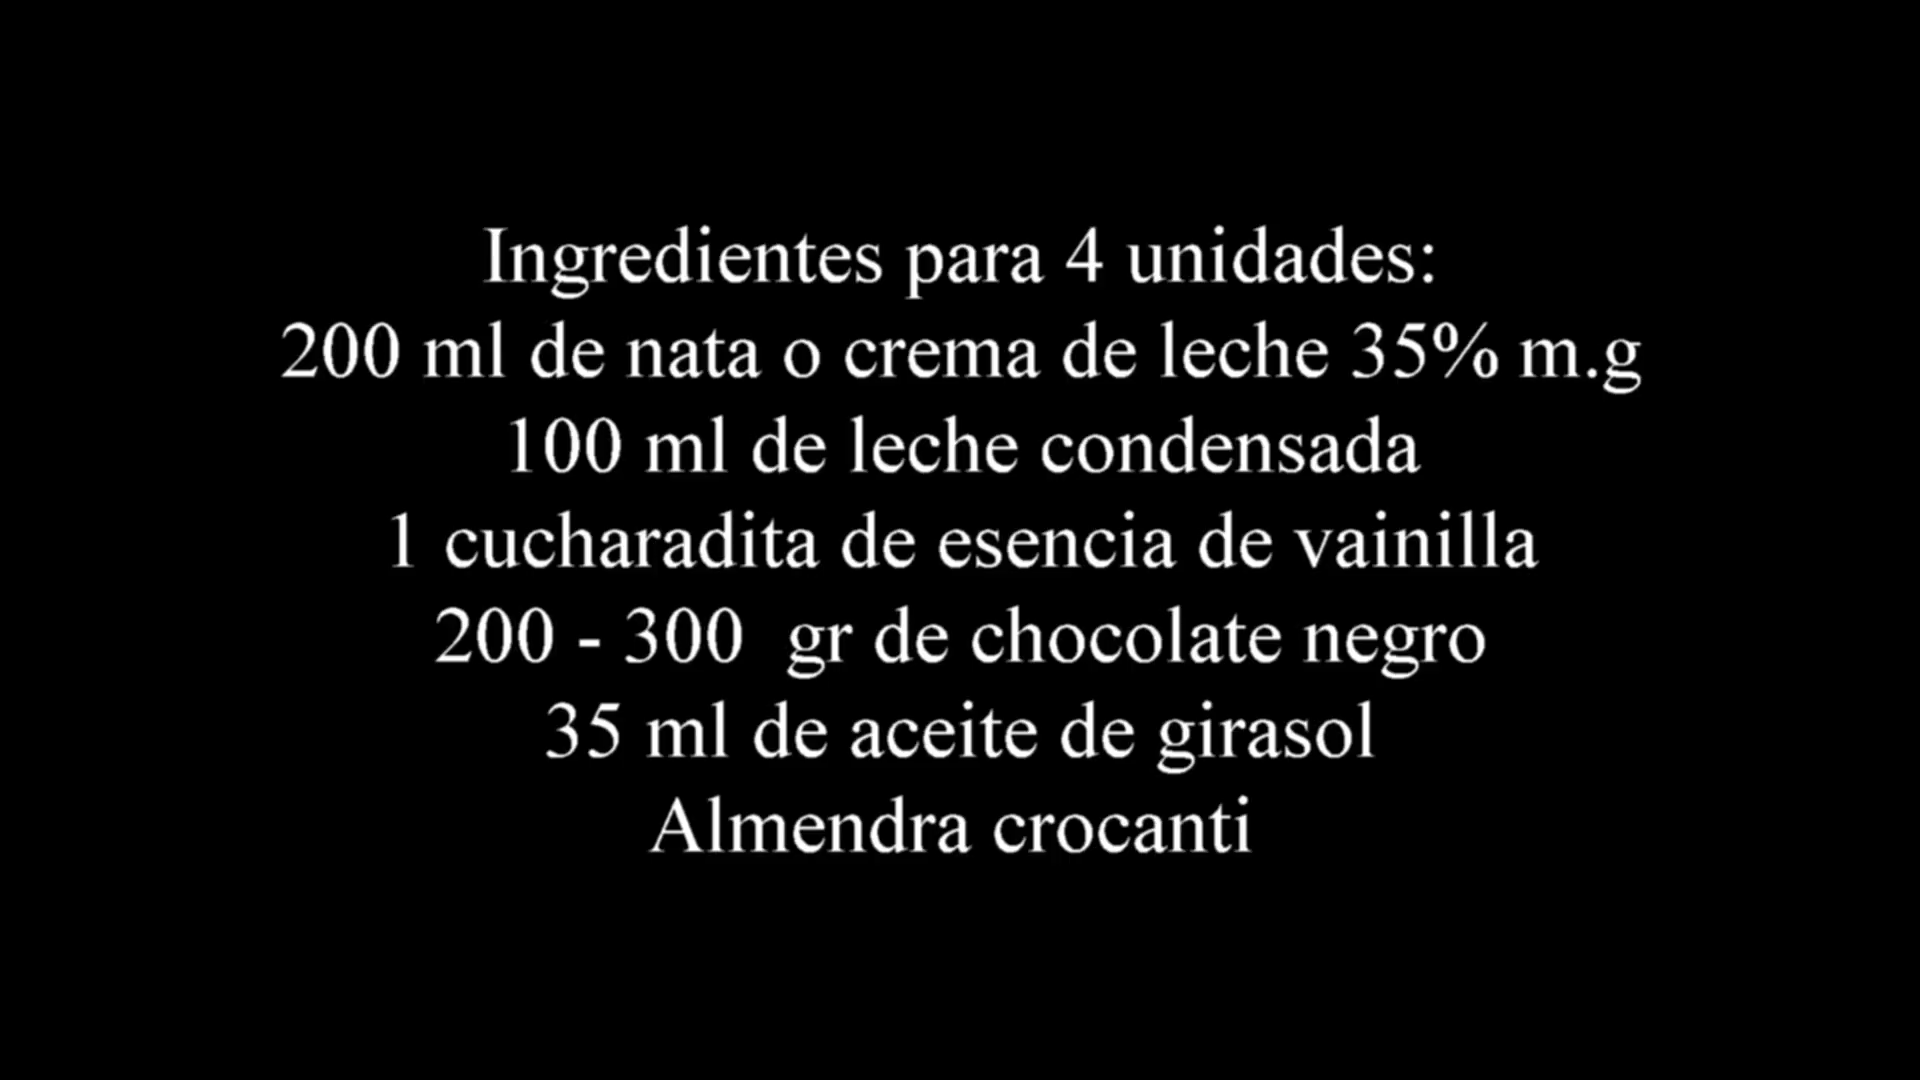 Ingredientes para 4 unidades:
200 ml de nata o crema de leche 35% m.g
100 ml de leche condensada
1 cucharadita de esencia de vainilla
200 - 300  gr de chocolate negro
35 ml de aceite de girasol
Almendra crocanti